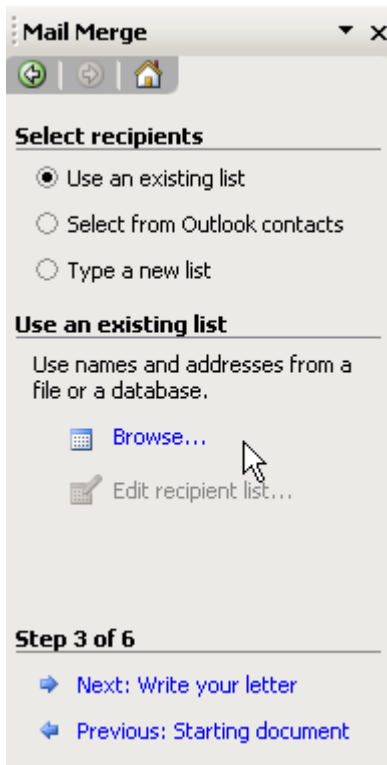 Mail Merge
Select recipients
Use an existing list
Select from Outlook contacts
Type a new list
Use an existing list
Use names and addresses from a
file or a database.
Browse...
Edit recipient list...
Step 3 of 6
Next: Write your letter
Previous: Starting document